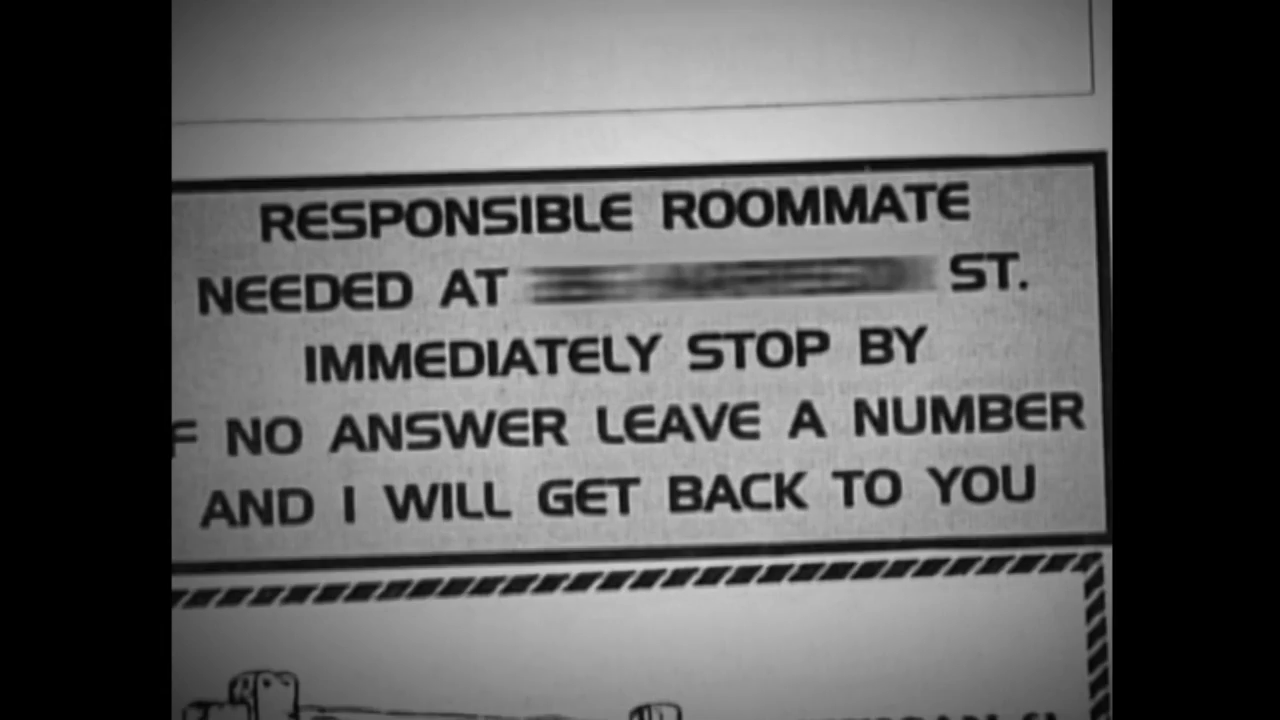 RESPONSIBLE ROOMMATE
NEEDED AT ST.
IMMEDIATELY STOP BY
F NO ANSWER LEAVE A NUMBER
AND I WILL GET BACK TO YOU